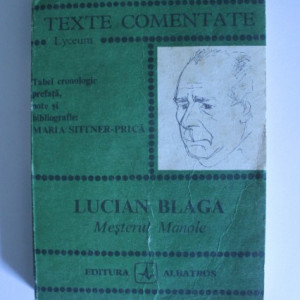 TEXTE COMENTATE
Lyceum
Tabel cronologic
prefață,
note și
bibliografie:
MARIA SITTNER-PRICĂ
LUCIAN BLAGA
Meșterul Manole
EDITURA ALBATROS